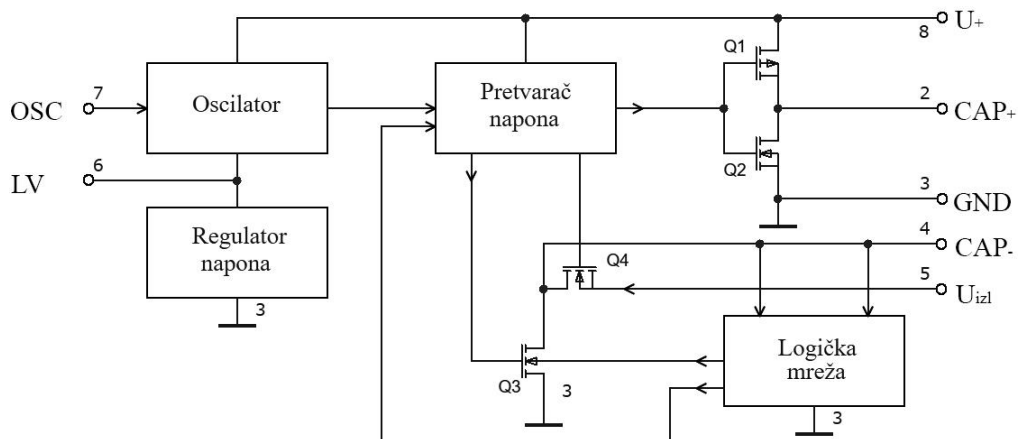 U+
8
Q1
7
OSC
Oscilator
Pretvarač
napona
2
CAP+
Q2
6
LV
3
GND
Regulator
napona
4
CAP-
Q4
5
Uizl
3
Logička
mreža
Q3
3
3